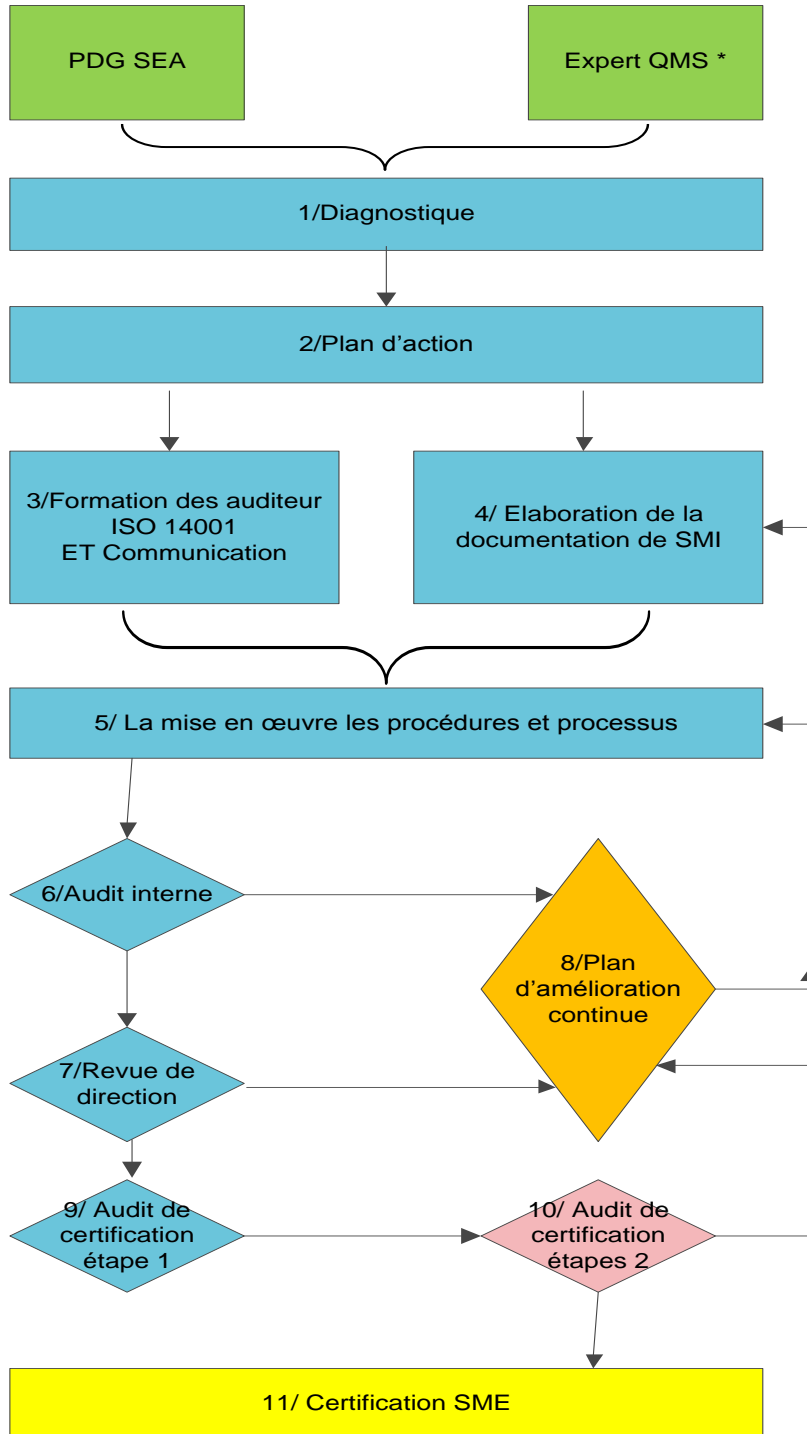 PDG SEA
Expert QMS *
1/Diagnostique
2/Plan d’action
3/Formation des auditeur
ISO 14001
ET Communication
4/ Elaboration de la
documentation de SMI
5/ La mise en œuvre les procédures et processus
6/Audit interne
8/Plan
d’amélioration
continue
7/Revue de
direction
9/ Audit de
certification
étape 1
10/ Audit de
certification
étapes 2
11/ Certification SME